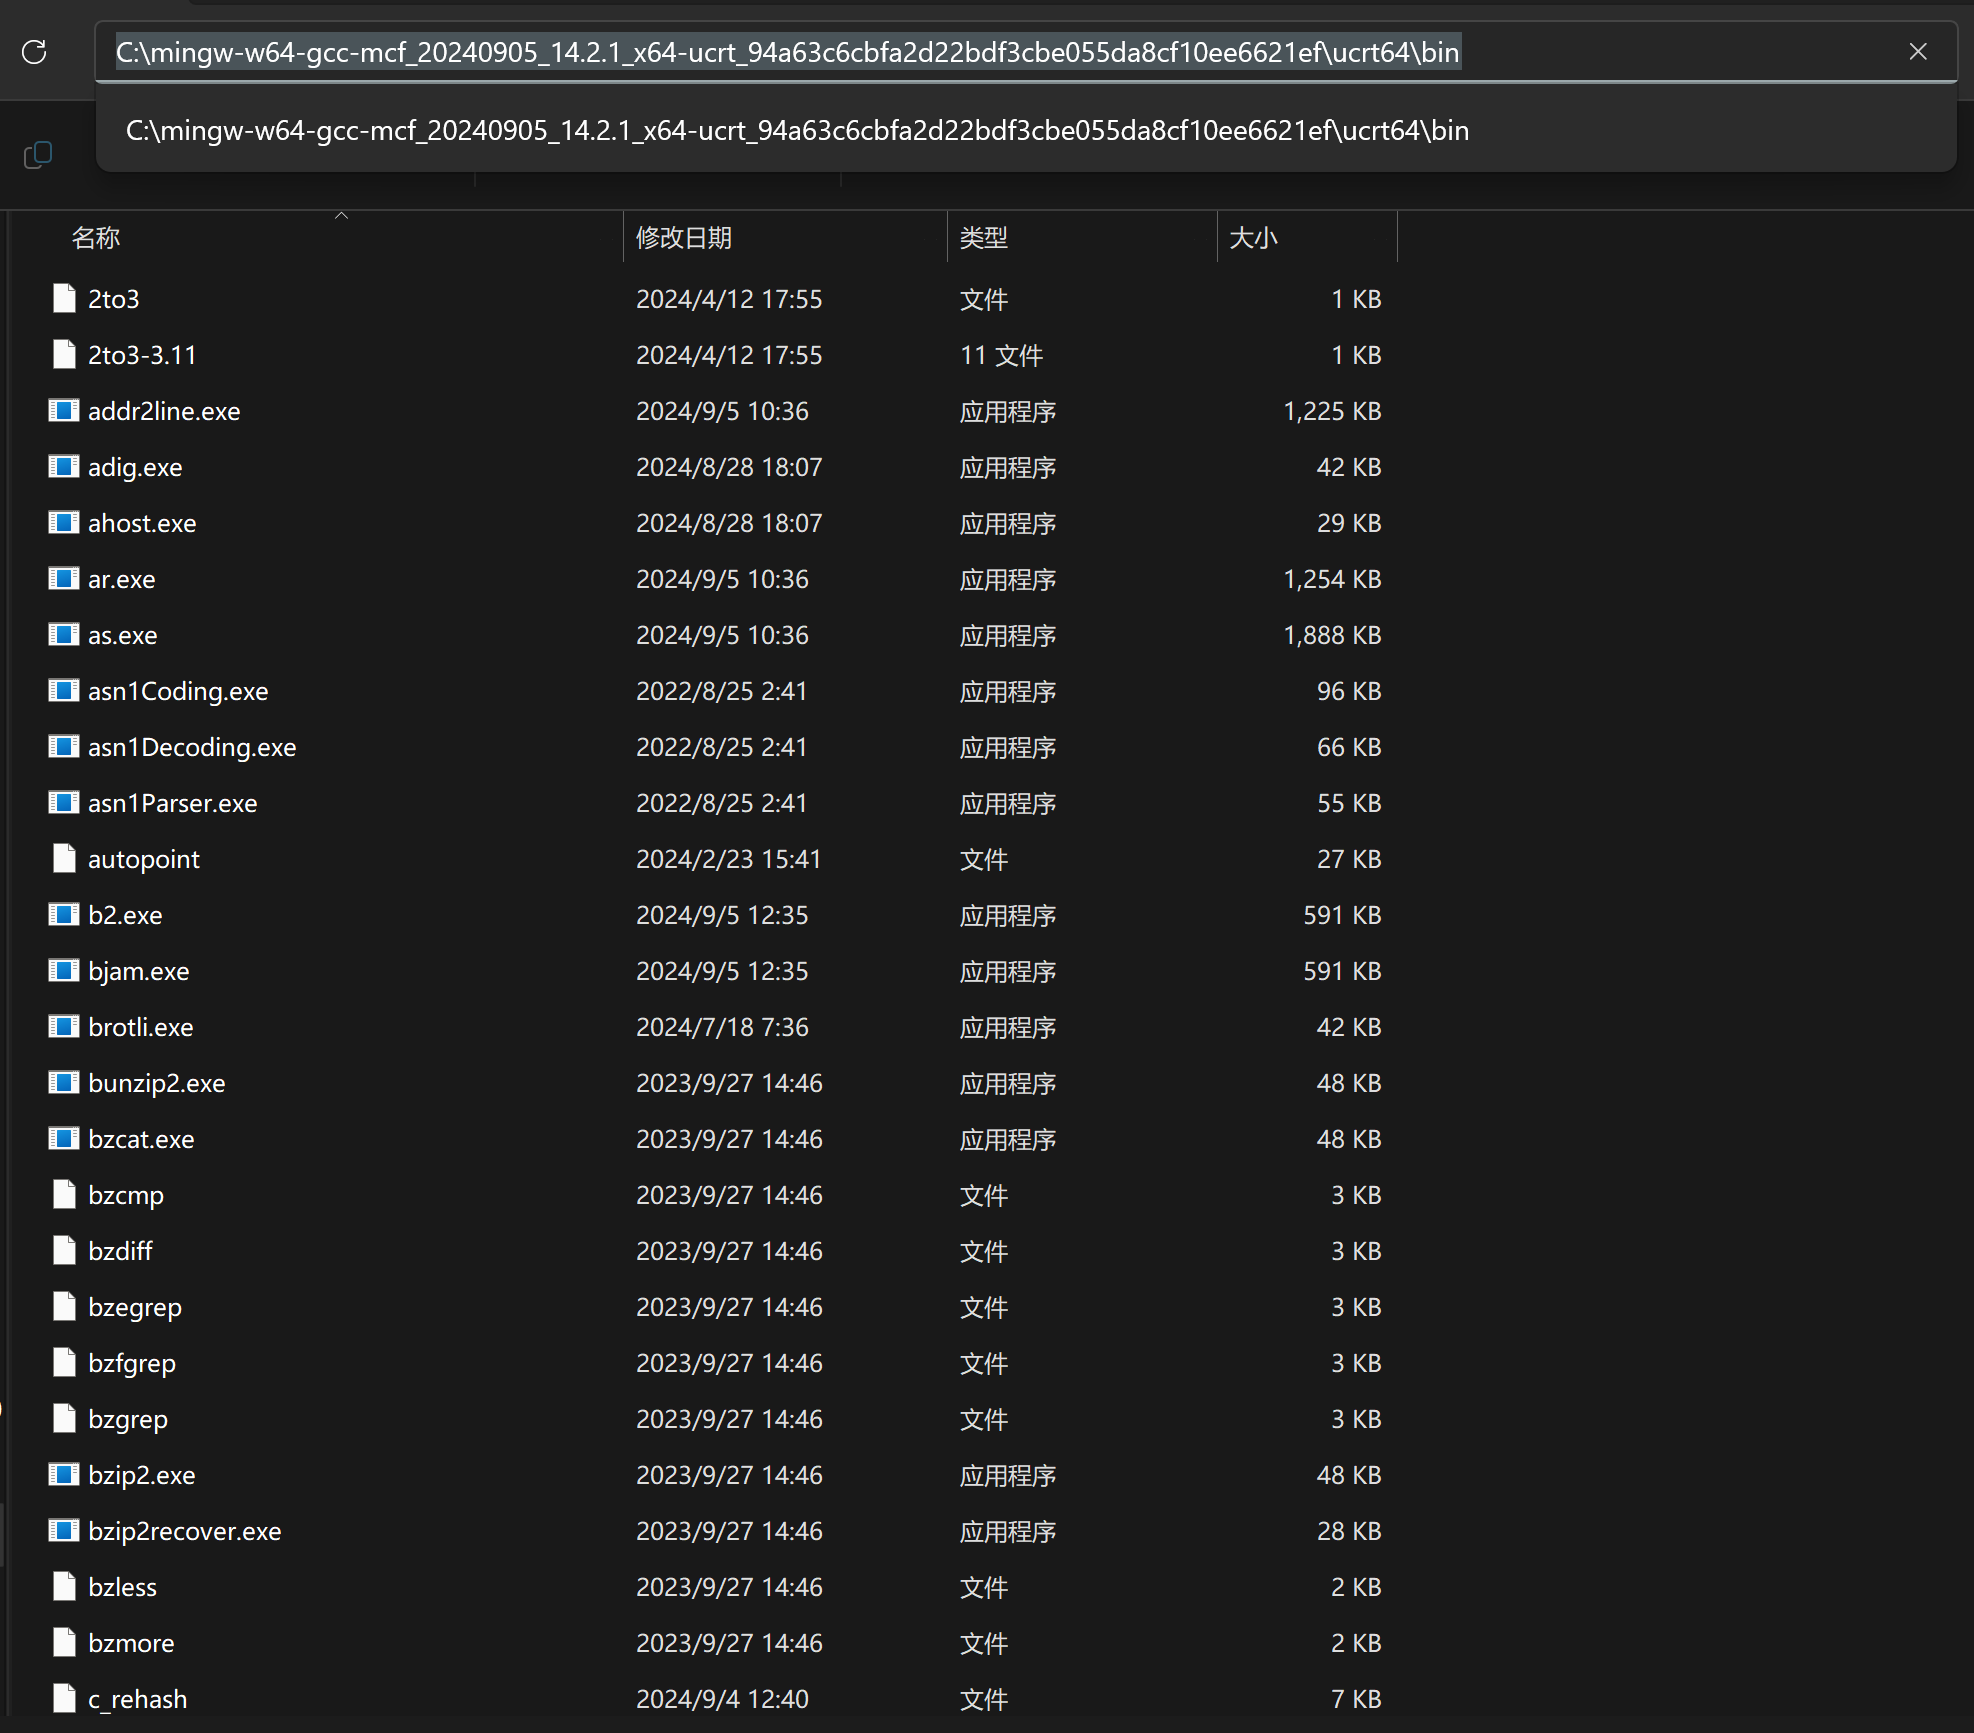 C:\mingw-w64-gcc-mcf_20240905_14.2.1_x64-ucrt_94a63c6cbfa2d22bdf3cbe055da8cf10ee6621ef\ucrt64\bin
C:\mingw-w64-gcc-mcf_20240905_14.2.1_x64-ucrt_94a63c6cbfa2d22bdf3cbe055da8cf10ee6621ef\ucrt64\bin
名称 修改日期 类型 大小
2to3 2024/4/12 17:55 文件 1 KB
2to3-3.11 2024/4/12 17:55 11 文件 1 KB
addr2line.exe 2024/9/5 10:36 应用程序 1,225 KB
adig.exe 2024/8/28 18:07 应用程序 42 KB
ahost.exe 2024/8/28 18:07 应用程序 29 KB
ar.exe 2024/9/5 10:36 应用程序 1,254 KB
as.exe 2024/9/5 10:36 应用程序 1,888 KB
asn1Coding.exe 2022/8/25 2:41 应用程序 96 KB
asn1Decoding.exe 2022/8/25 2:41 应用程序 66 KB
asn1Parser.exe 2022/8/25 2:41 应用程序 55 KB
autopoint 2024/2/23 15:41 文件 27 KB
b2.exe 2024/9/5 12:35 应用程序 591 KB
bjam.exe 2024/9/5 12:35 应用程序 591 KB
brotli.exe 2024/7/18 7:36 应用程序 42 KB
bunzip2.exe 2023/9/27 14:46 应用程序 48 KB
bzcat.exe 2023/9/27 14:46 应用程序 48 KB
bzcmp 2023/9/27 14:46 文件 3 KB
bzdiff 2023/9/27 14:46 文件 3 KB
bzegrep 2023/9/27 14:46 文件 3 KB
bzfgrep 2023/9/27 14:46 文件 3 KB
bzgrep 2023/9/27 14:46 文件 3 KB
bzip2.exe 2023/9/27 14:46 应用程序 48 KB
bzip2recover.exe 2023/9/27 14:46 应用程序 28 KB
bzless 2023/9/27 14:46 文件 2 KB
bzmore 2023/9/27 14:46 文件 2 KB
c_rehash 2024/9/4 12:40 文件 7 KB